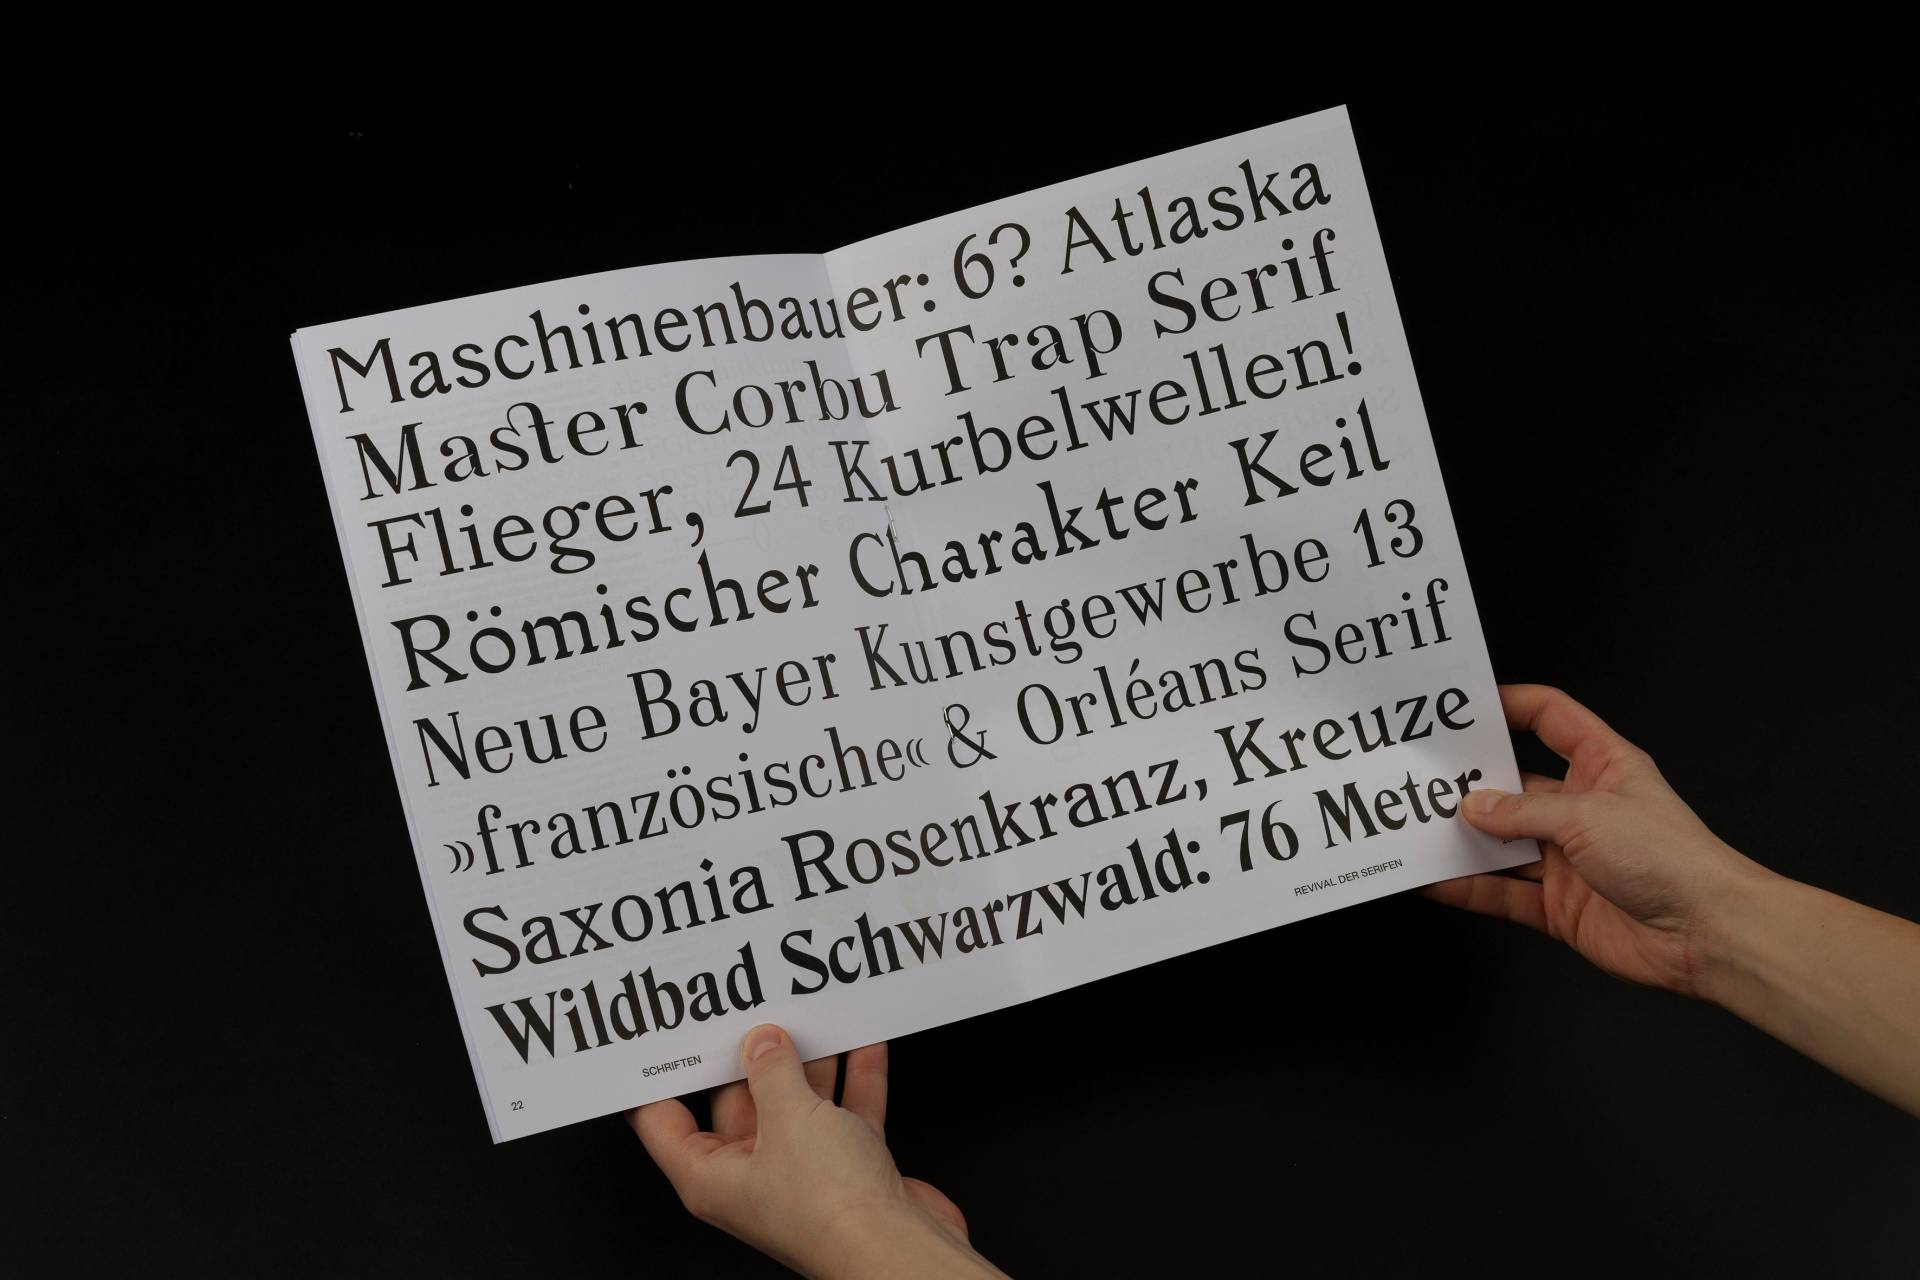 Maschinenbauer: 6? Atlaska
Master Corbu Trap Serif
Flieger, 24 Kurbelwellen!
Römischer Charakter Keil
Neue Bayer Kunstgewerbe 13
»französische« & Orléans Serif
Saxonia Rosenkranz, Kreuze
Wildbad Schwarzwald: 76 Meter
22
SCHRIFTEN
REVIVAL DER SERIFEN